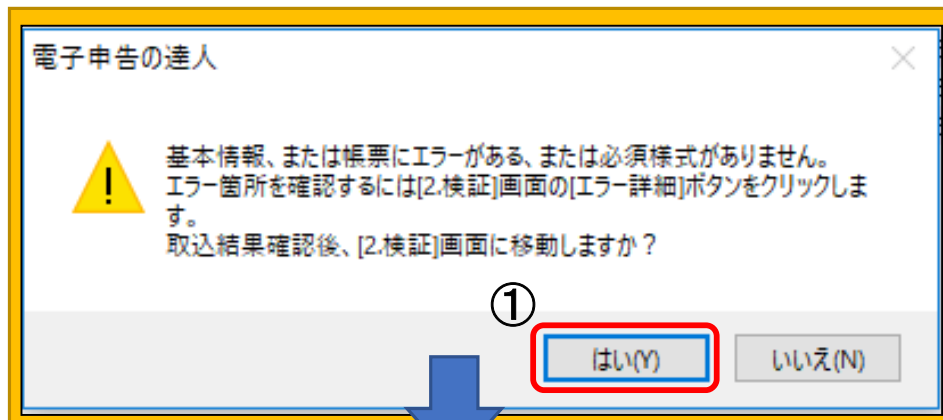 電子申告の達人
基本情報、または帳票にエラーがある、または必須様式がありません。
エラー箇所を確認するには[2.検証]画面の[エラー詳細]ボタンをクリックしま
す。
取込結果確認後、[2.検証]画面に移動しますか？
①
はい(Y) いいえ(N)